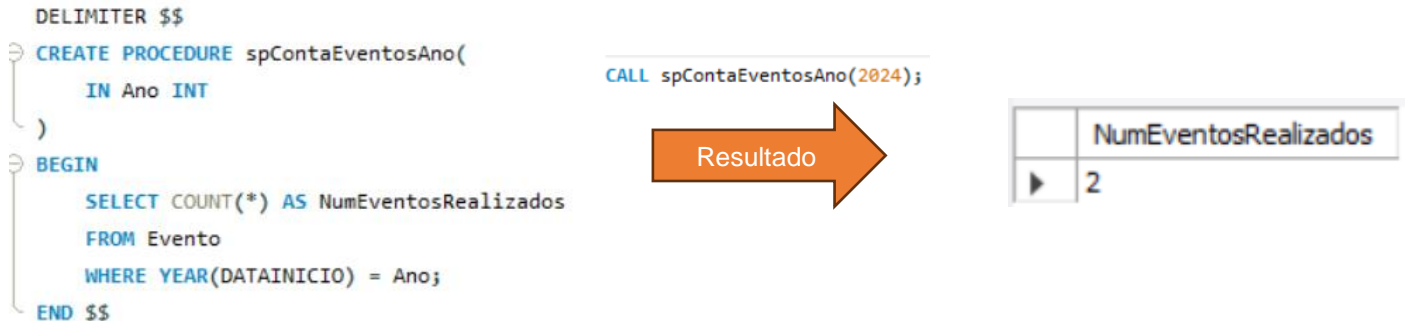 DELIMITER $$
CREATE PROCEDURE spContaEventosAno(
IN Ano INT
)
BEGIN
SELECT COUNT(*) AS NumEventosRealizados
FROM Evento
WHERE YEAR(DATAINICIO) = Ano;
END $$
CALL spContaEventosAno(2024);
Resultado
NumEventosRealizados
2